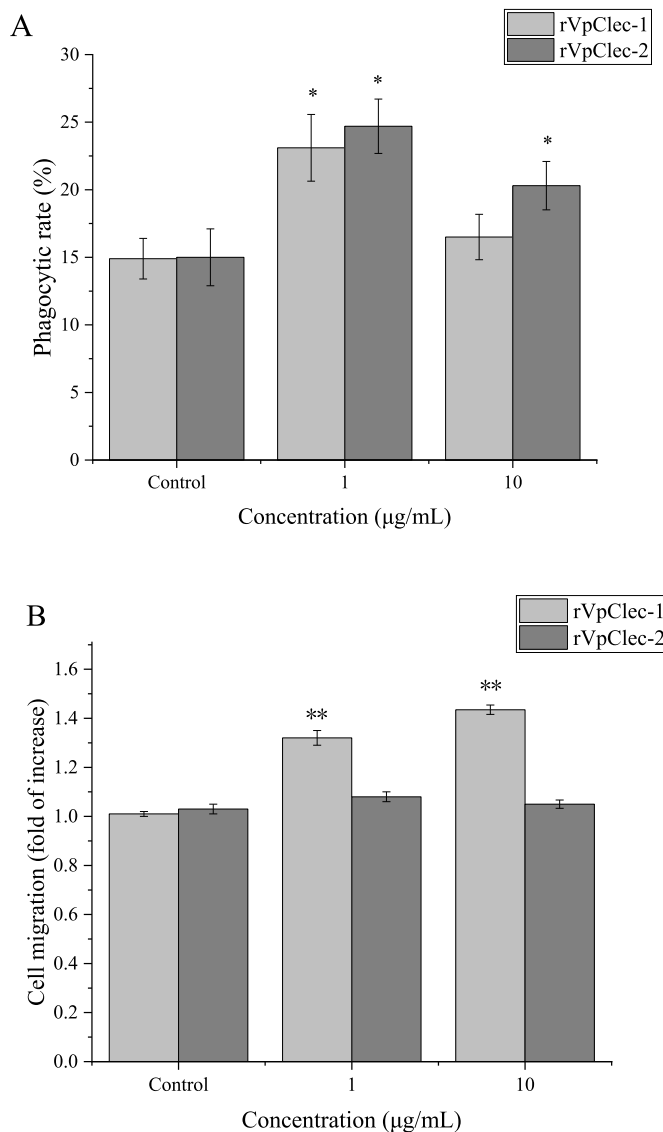 A
rVpClec-1
rVpClec-2
30
25
20
15
10
5
0
Phagocytic rate (%)
*
*
*
Control
1
10
Concentration (μg/mL)
B
rVpClec-1
rVpClec-2
1.6
1.4
1.2
1.0
0.8
0.6
0.4
0.2
0.0
Cell migration (fold of increase)
**
**
Control
1
10
Concentration (μg/mL)